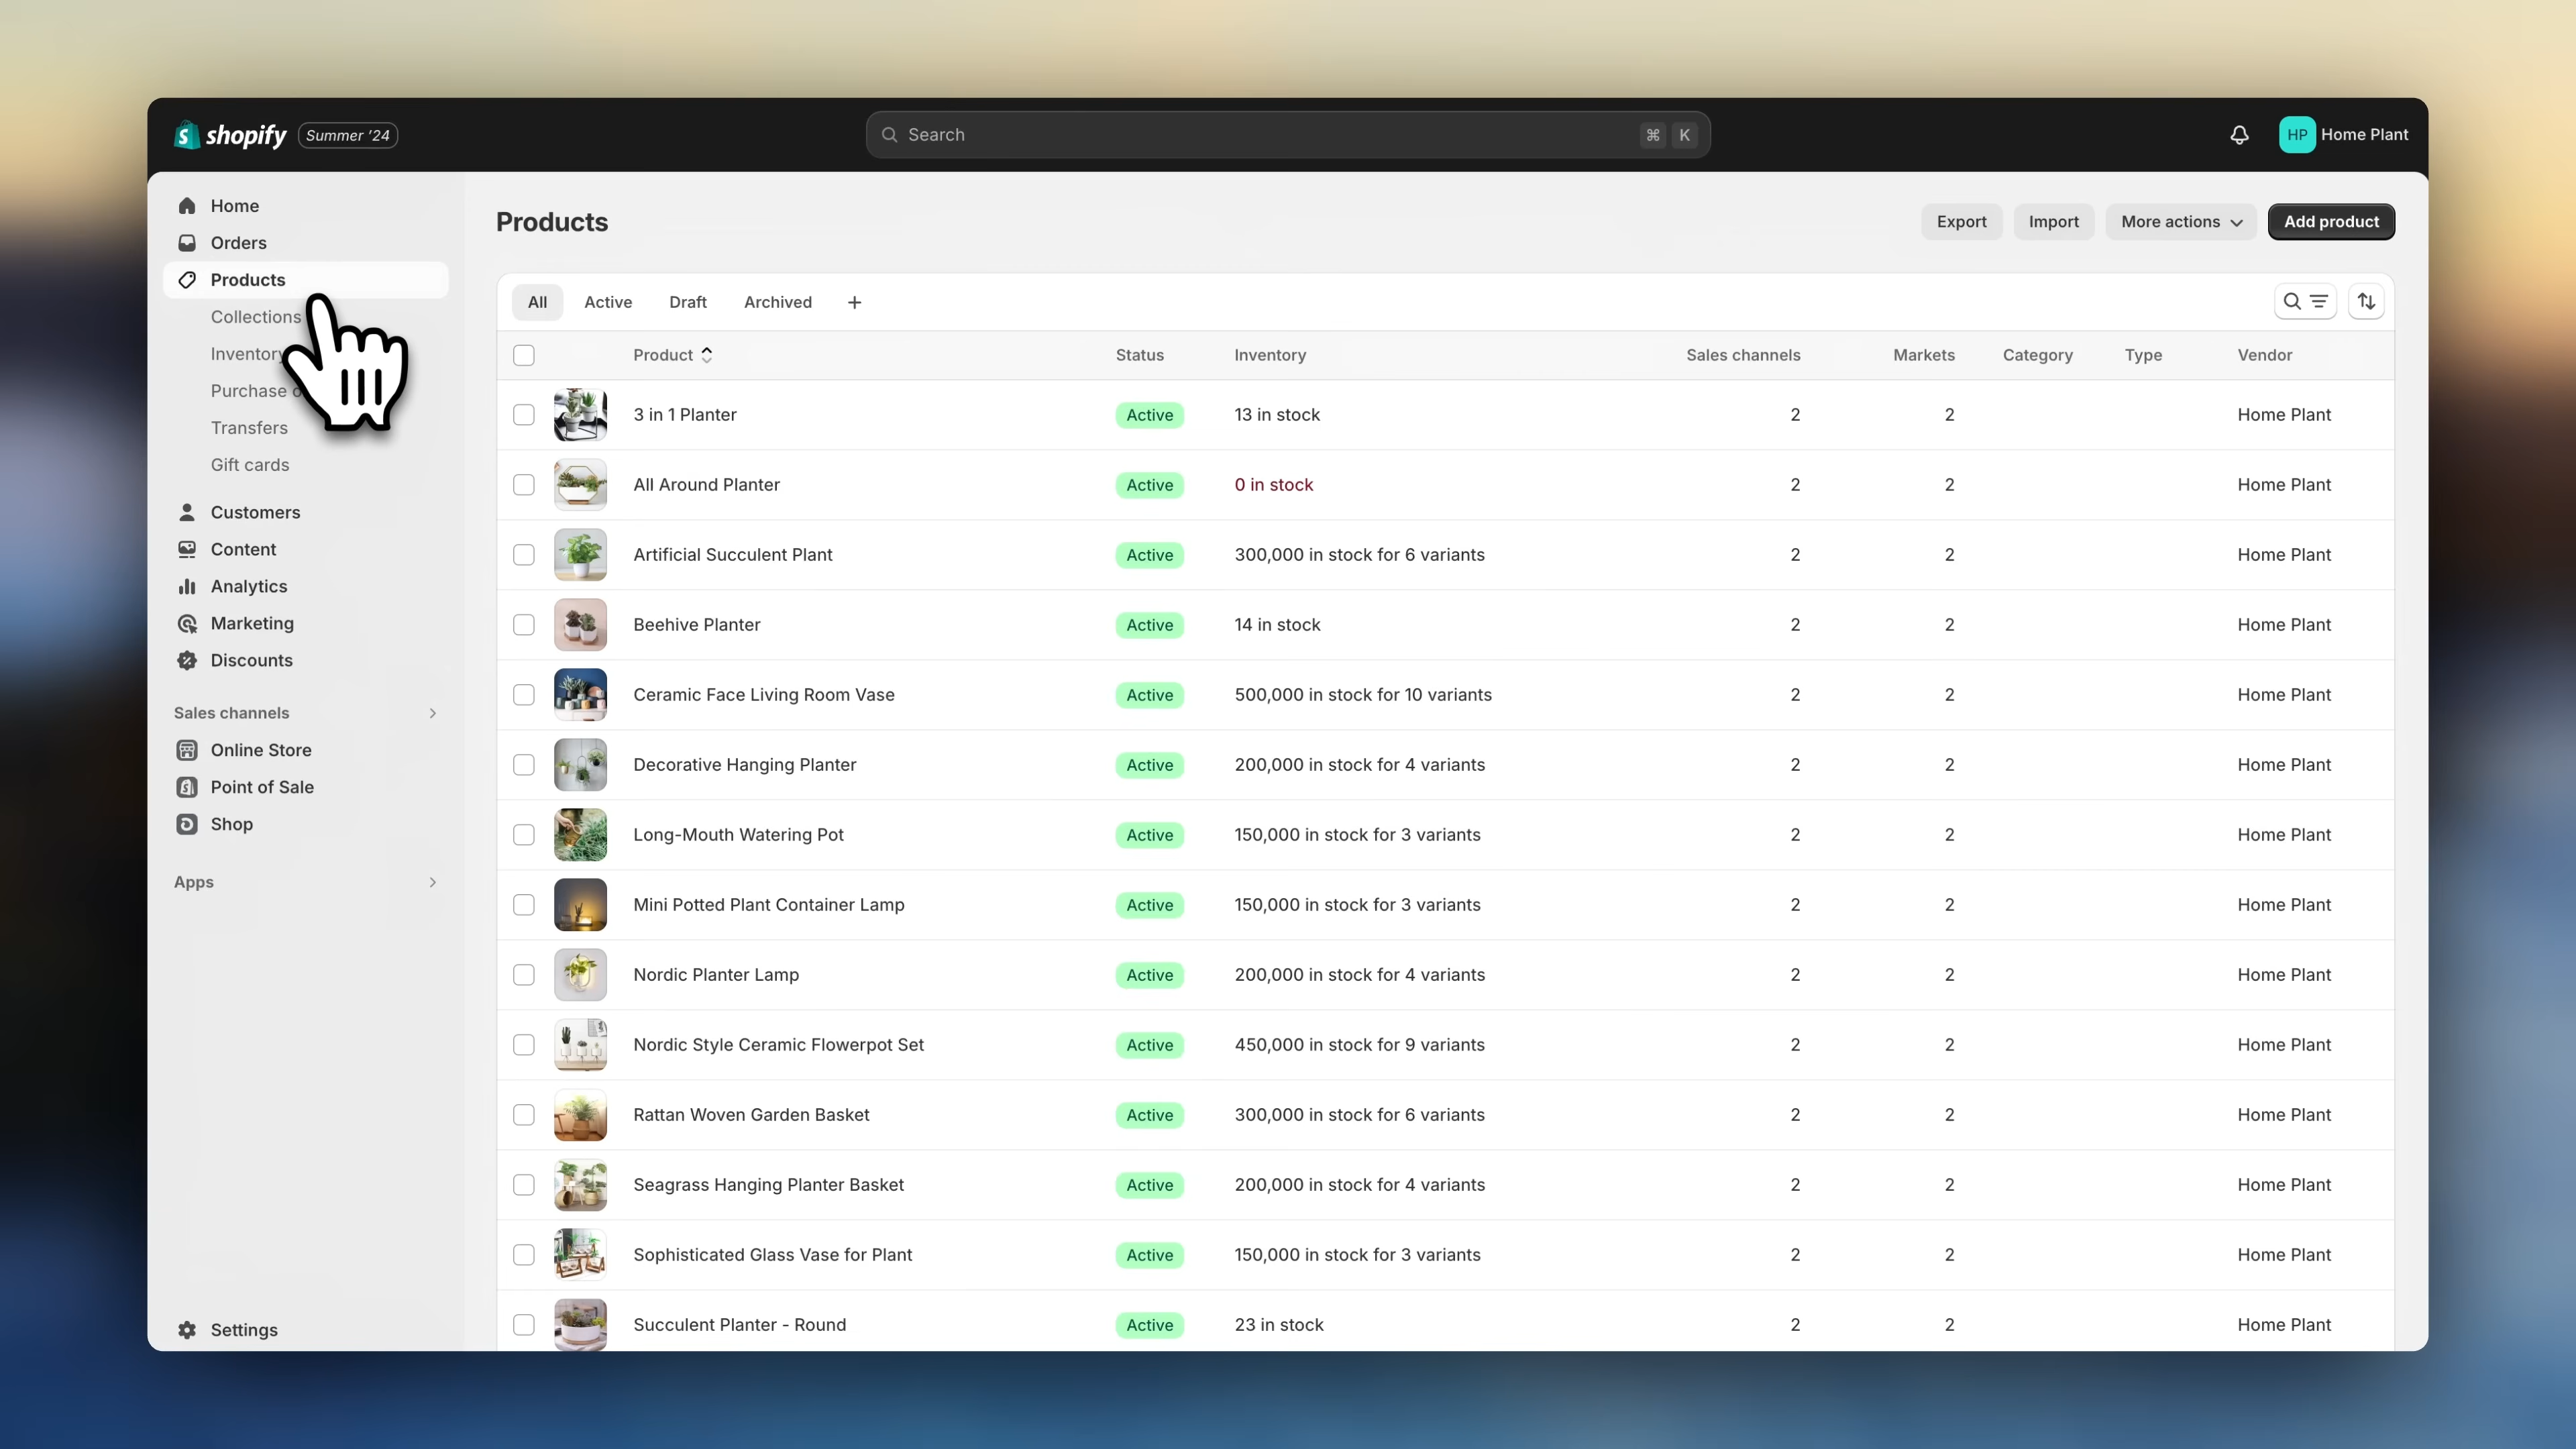 shopify Summer '24
Search ⌘ K
HP Home Plant
Home
Orders
Products
Collections
Inventory
Purchase
Transfers
Gift cards
Customers
Content
Analytics
Marketing
Discounts
Sales channels
Online Store
Point of Sale
Shop
Apps
Settings
Products
Export Import More actions Add product
All Active Draft Archived +
Product Status Inventory Sales channels Markets Category Type Vendor
3 in 1 Planter Active 13 in stock 2 2 Home Plant
All Around Planter Active 0 in stock 2 2 Home Plant
Artificial Succulent Plant Active 300,000 in stock for 6 variants 2 2 Home Plant
Beehive Planter Active 14 in stock 2 2 Home Plant
Ceramic Face Living Room Vase Active 500,000 in stock for 10 variants 2 2 Home Plant
Decorative Hanging Planter Active 200,000 in stock for 4 variants 2 2 Home Plant
Long-Mouth Watering Pot Active 150,000 in stock for 3 variants 2 2 Home Plant
Mini Potted Plant Container Lamp Active 150,000 in stock for 3 variants 2 2 Home Plant
Nordic Planter Lamp Active 200,000 in stock for 4 variants 2 2 Home Plant
Nordic Style Ceramic Flowerpot Set Active 450,000 in stock for 9 variants 2 2 Home Plant
Rattan Woven Garden Basket Active 300,000 in stock for 6 variants 2 2 Home Plant
Seagrass Hanging Planter Basket Active 200,000 in stock for 4 variants 2 2 Home Plant
Sophisticated Glass Vase for Plant Active 150,000 in stock for 3 variants 2 2 Home Plant
Succulent Planter - Round Active 23 in stock 2 2 Home Plant